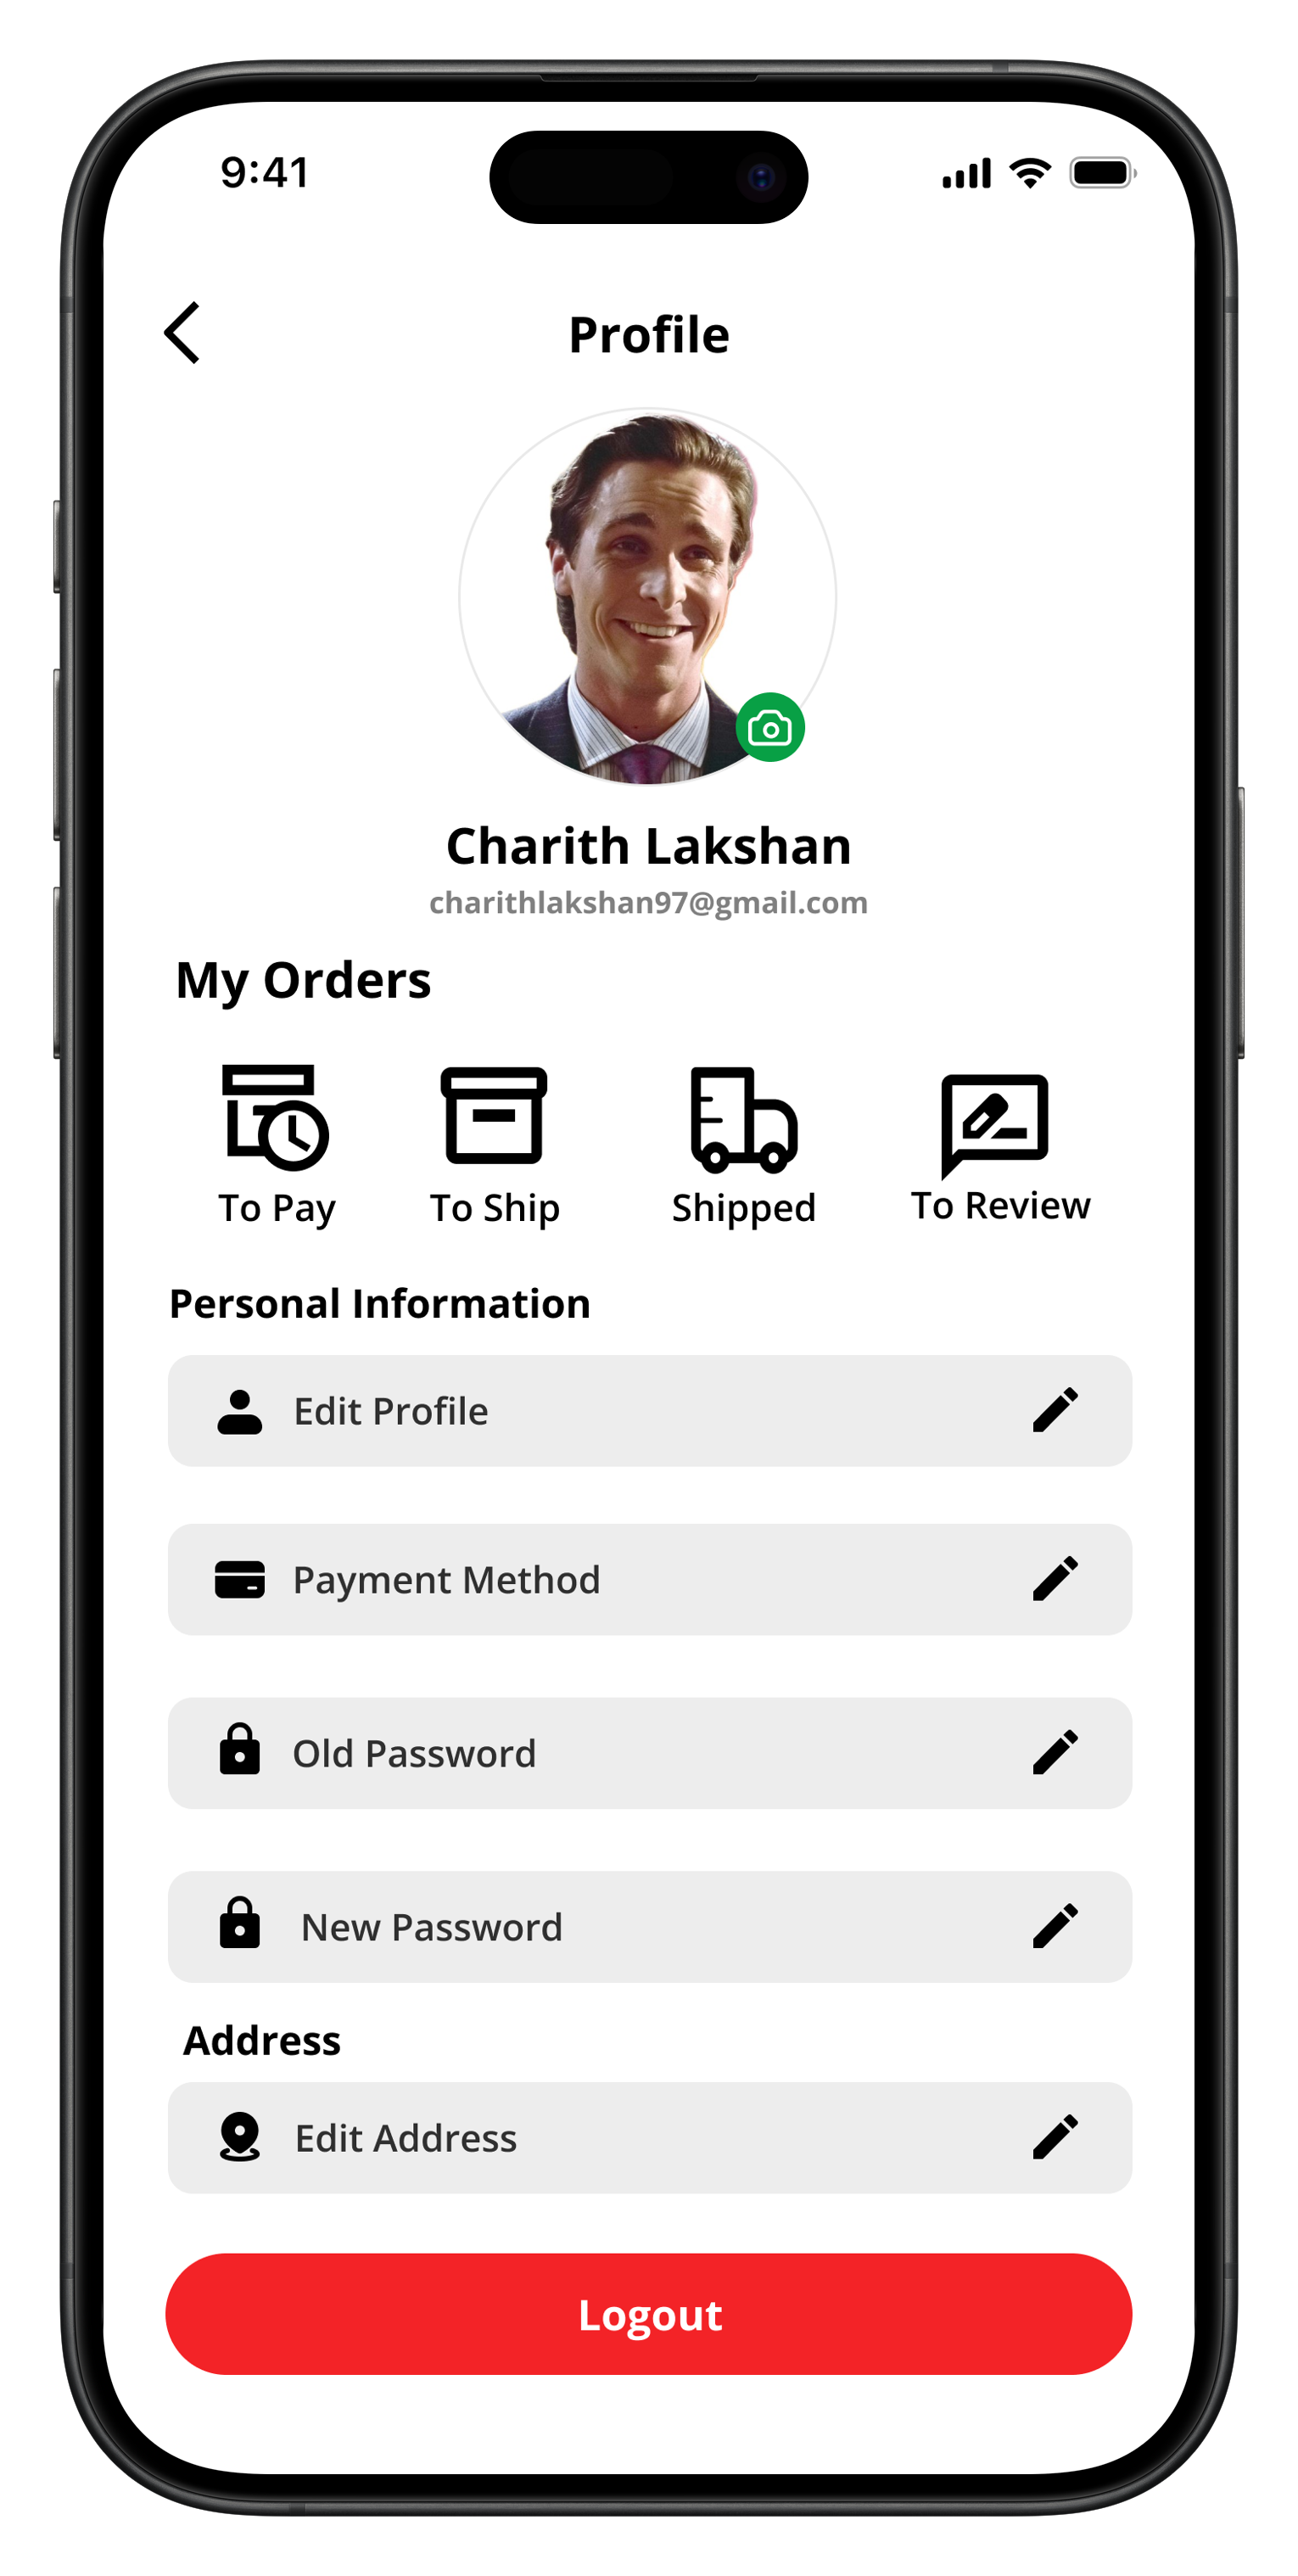 9:41
Profile
Charith Lakshan
charithlakshan97@gmail.com
My Orders
To Pay To Ship Shipped To Review
Personal Information
Edit Profile
Payment Method
Old Password
New Password
Address
Edit Address
Logout